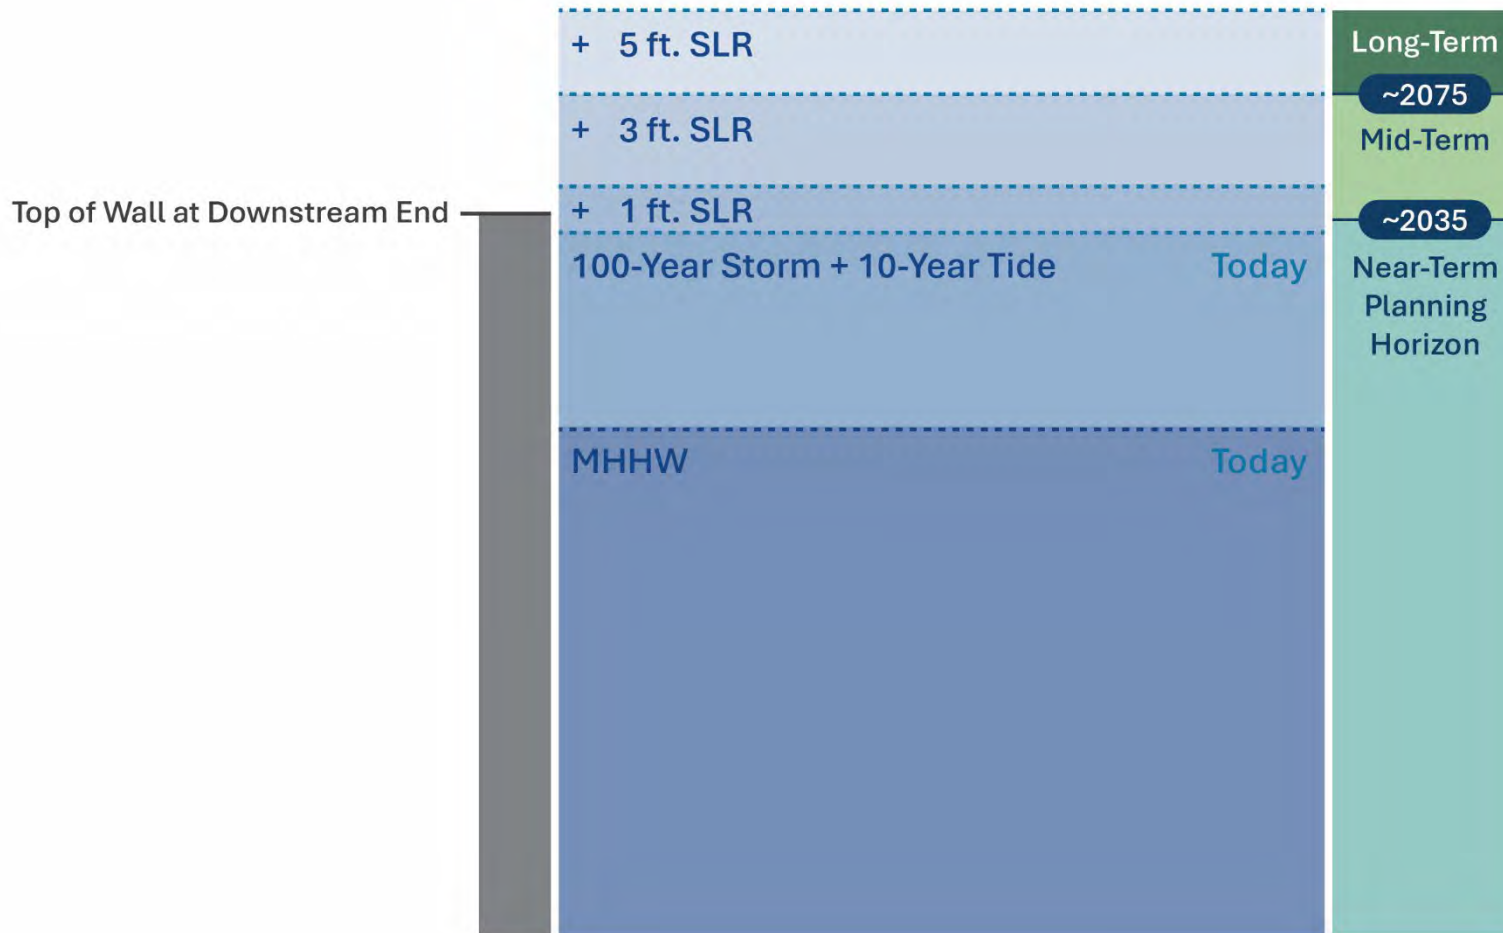 + 5 ft. SLR
Long-Term
~2075
+ 3 ft. SLR
Mid-Term
Top of Wall at Downstream End
+ 1 ft. SLR
~2035
100-Year Storm + 10-Year Tide
Today
Near-Term
Planning
Horizon
MHHW
Today